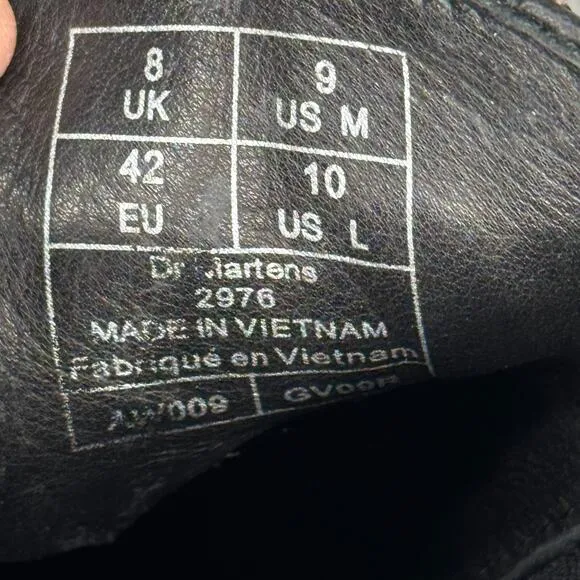 8 9
UK US M
42 10
EU US L
Dr Martens
2976
MADE IN VIETNAM
Fabriqué en Vietnam
AW009